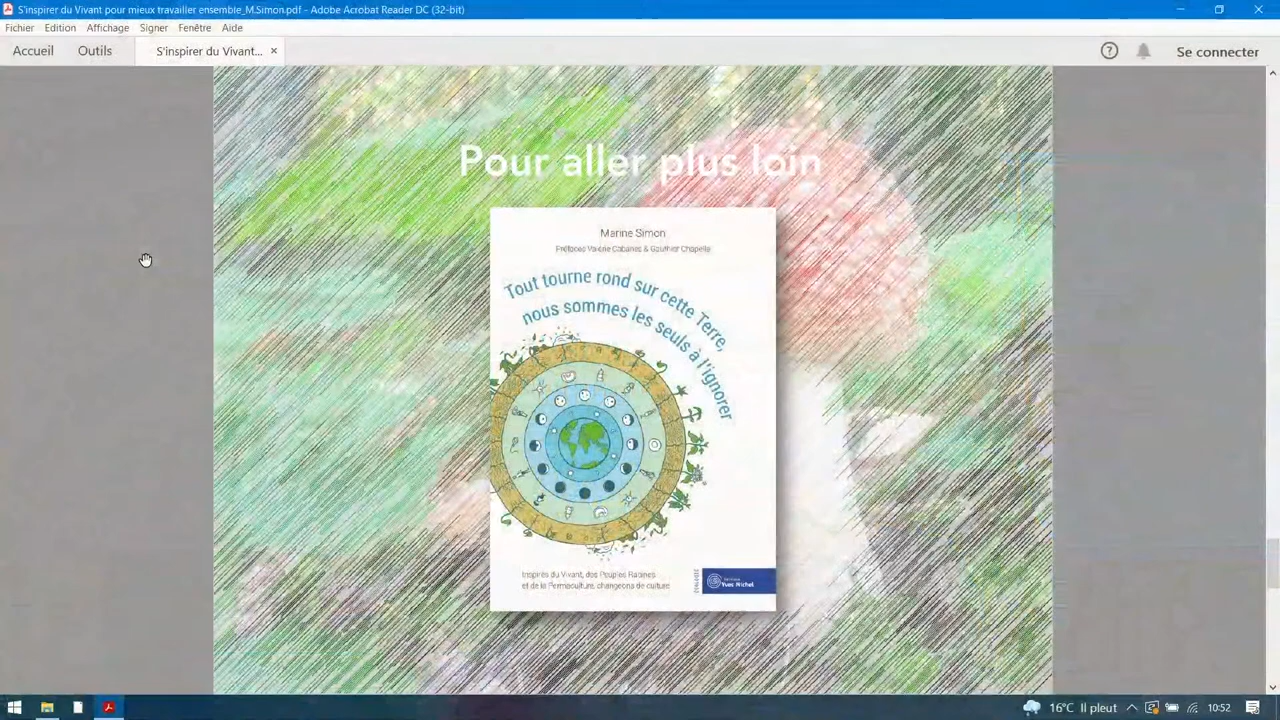 S'inspirer du Vivant pour mieux travailler ensemble_M.Simon.pdf - Adobe Acrobat Reader DC (32-bit)
Fichier Edition Affichage Signer Fenêtre Aide
Accueil Outils S'inspirer du Vivant... × Se connecter
Pour aller plus loin
Marine Simon
Préfaces Valérie Cabanes & Gauthier Chapelle
Tout tourne rond sur cette Terre,
nous sommes les seuls à l'ignorer
Inspirés du Vivant, des Peuples Racines
et de la Permaculture, changeons de culture
Yves Michel
16°C Il pleut 10:52